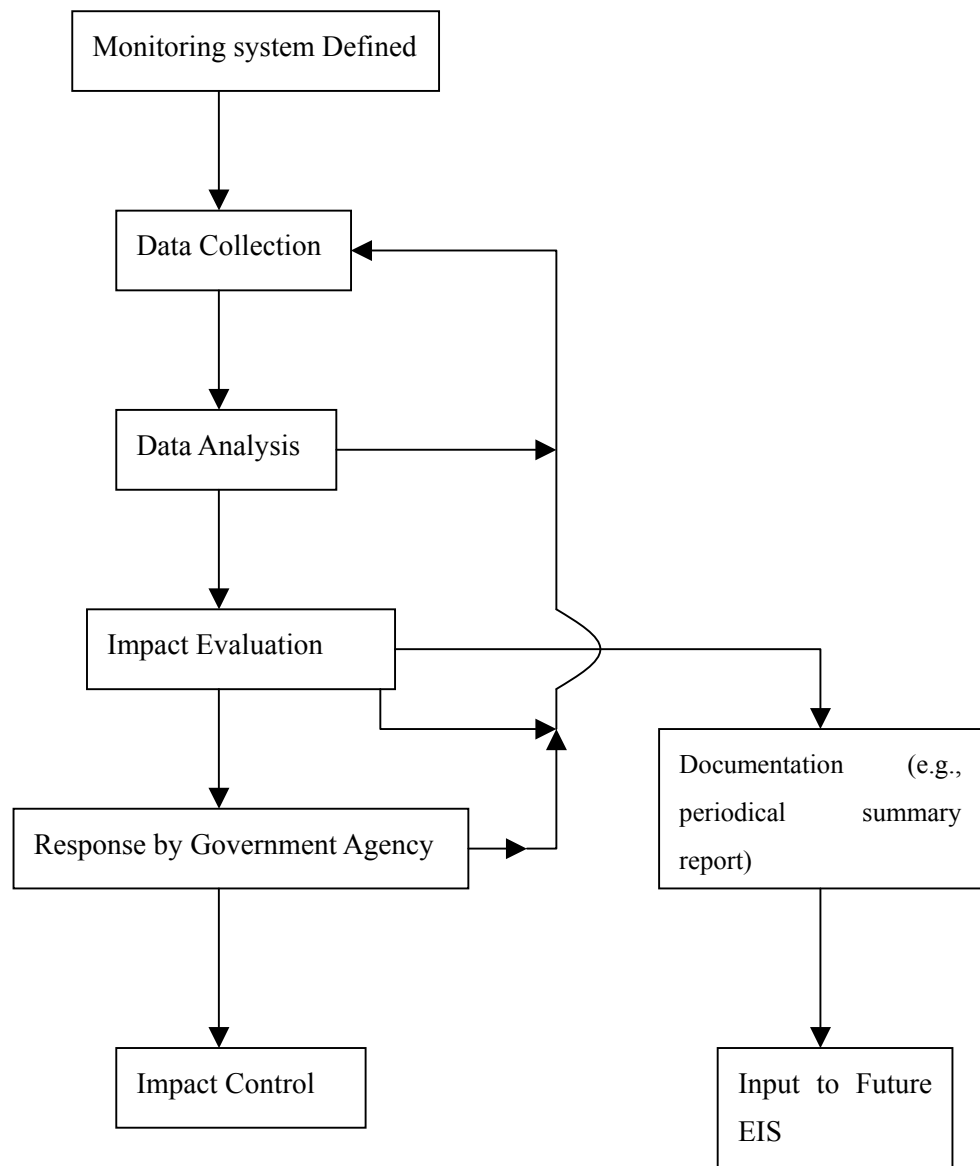 Monitoring system Defined
Data Collection
Data Analysis
Impact Evaluation
Documentation (e.g.,
periodical summary
report)
Response by Government Agency
Impact Control
Input to Future
EIS